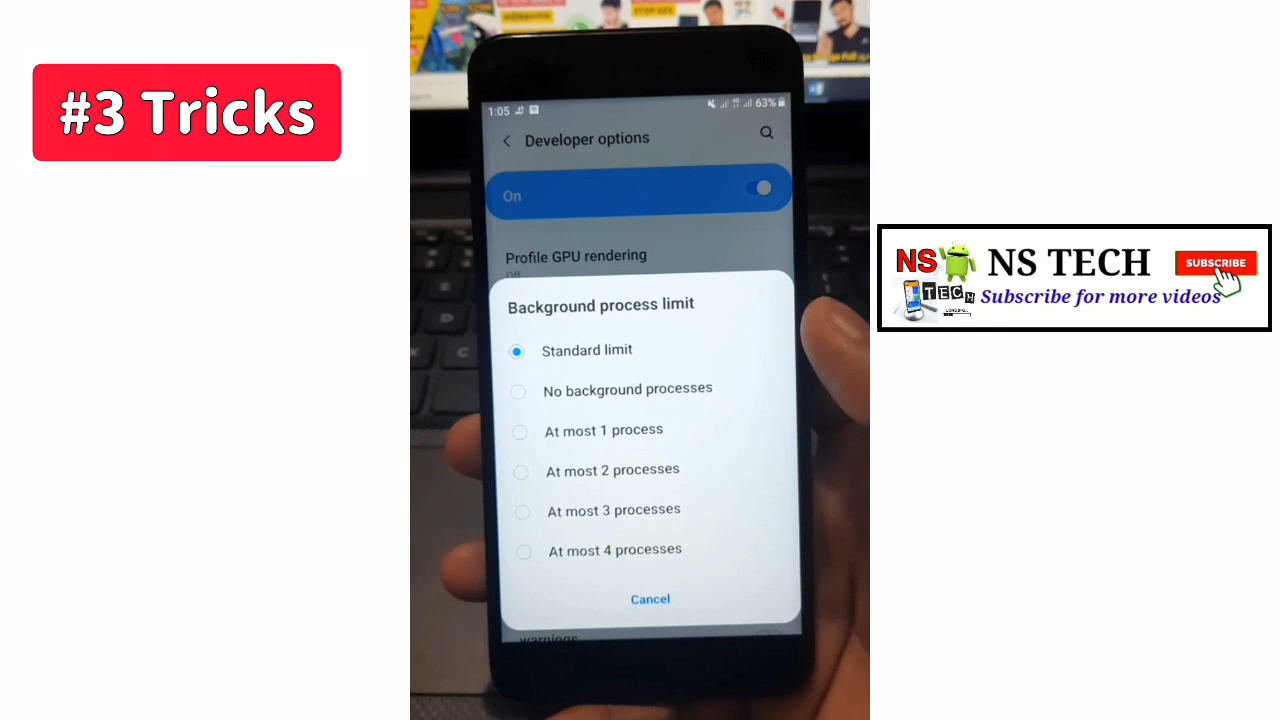 #3 Tricks
1:05
63%
Developer options
On
Profile GPU rendering
Off
Background process limit
Standard limit
No background processes
At most 1 process
At most 2 processes
At most 3 processes
At most 4 processes
Cancel
warnings
NS
TECH
NS TECH
SUBSCRIBE
Subscribe for more videos